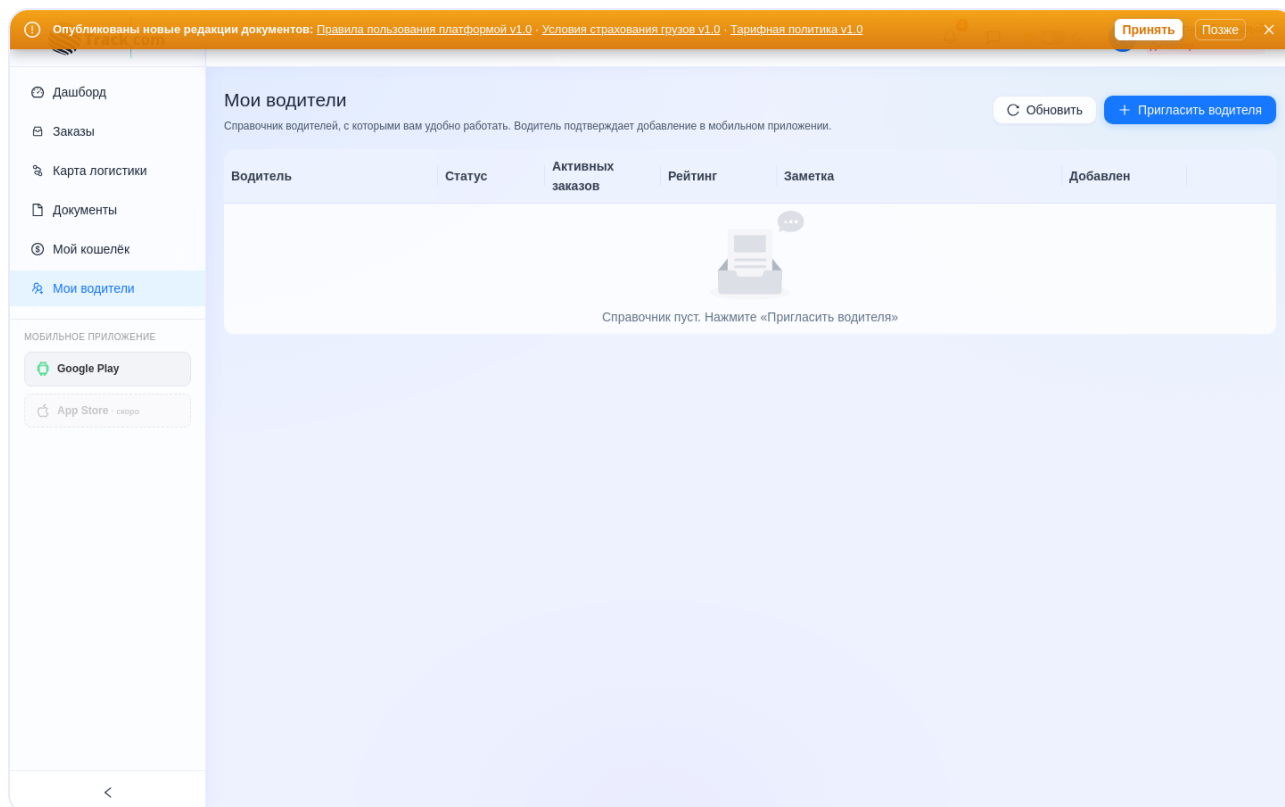 Опубликованы новые редакции документов: Правила пользования платформой v1.0 · Условия страхования грузов v1.0 · Тарифная политика v1.0
Принять
Позже
Track.com
Дашборд
Заказы
Карта логистики
Документы
Мой кошелёк
Мои водители
МОБИЛЬНОЕ ПРИЛОЖЕНИЕ
Google Play
App Store · скоро
Мои водители
Справочник водителей, с которыми вам удобно работать. Водитель подтверждает добавление в мобильном приложении.
Обновить
Пригласить водителя
Водитель
Статус
Активных
заказов
Рейтинг
Заметка
Добавлен
Справочник пуст. Нажмите «Пригласить водителя»